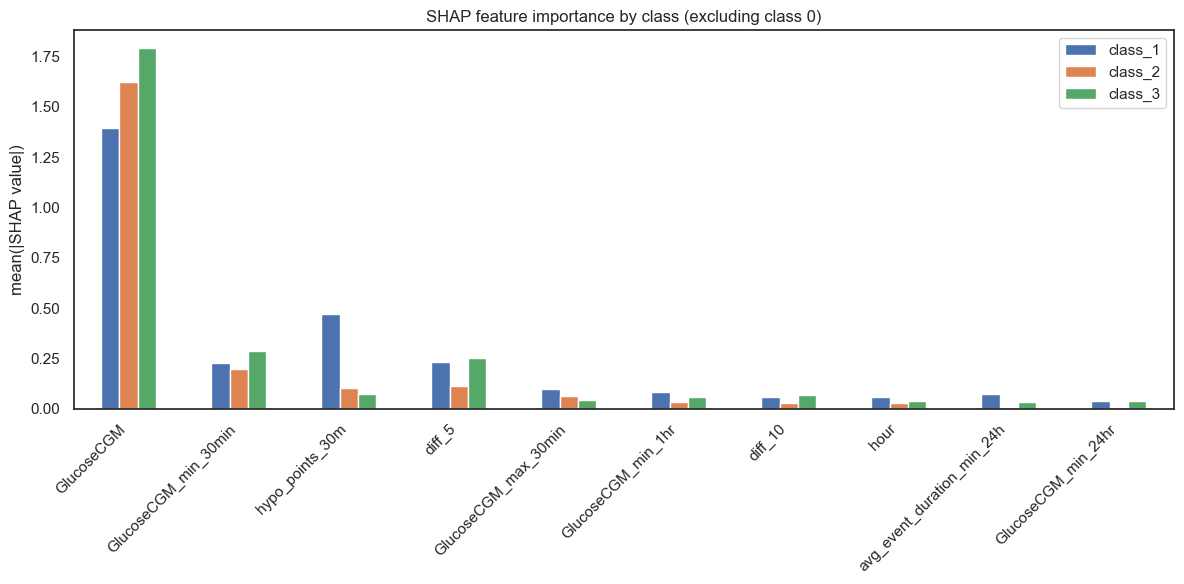 SHAP feature importance by class (excluding class 0)
class_1
class_2
class_3
mean(|SHAP value|)
1.75
1.50
1.25
1.00
0.75
0.50
0.25
0.00
GlucoseCGM
GlucoseCGM_min_30min
hypo_points_30m
diff_5
GlucoseCGM_max_30min
GlucoseCGM_min_1hr
diff_10
hour
avg_event_duration_min_24h
GlucoseCGM_min_24hr